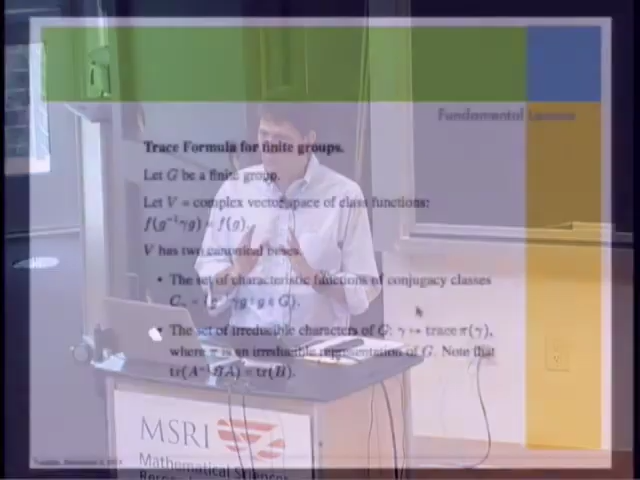 Fundamental Lemma
Trace Formula for finite groups.
Let G be a finite group.
Let V = complex vector space of class functions:
f(g⁻¹γg) = f(g).
V has two canonical bases.
• The set of characteristic functions of conjugacy classes
C = {g⁻¹γg : g ∈ G}.
• The set of irreducible characters of G: γ ↦ trace π(γ),
where π is an irreducible representation of G. Note that
tr(A⁻¹BA) = tr(B).
MSRI
Mathematical Sciences